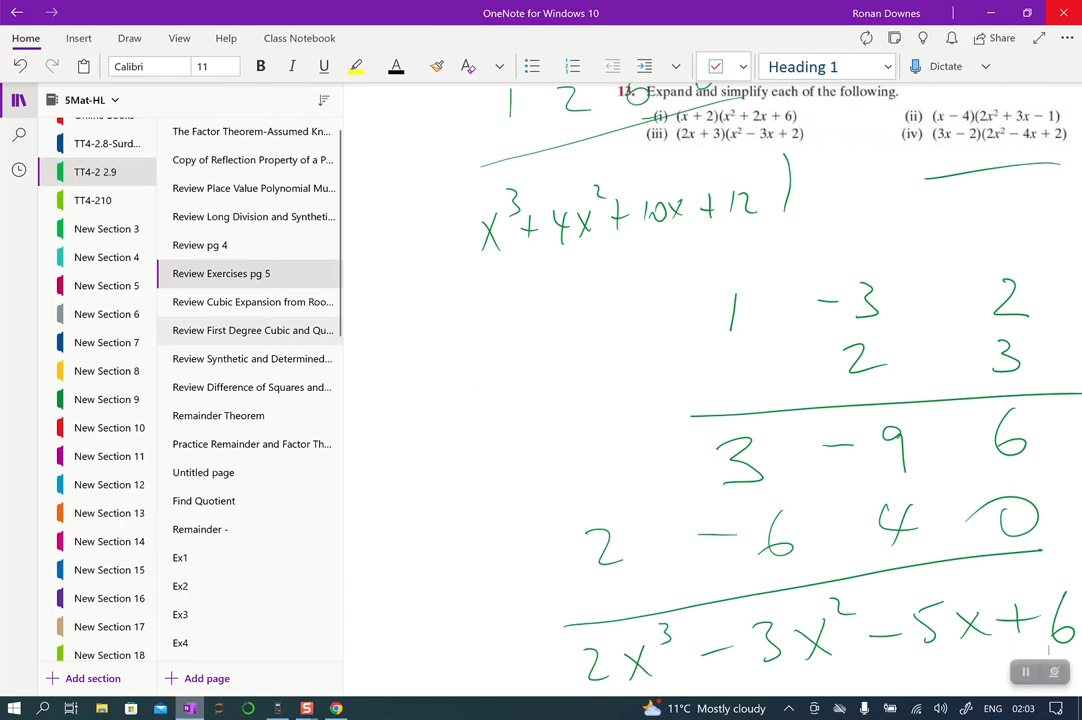 OneNote for Windows 10
Ronan Downes
Home Insert Draw View Help Class Notebook
Share
Calibri 11 B I U A Heading 1 Dictate
5Mat-HL
TT4-2.8-Surd...
TT4-2 2.9
TT4-210
New Section 3
New Section 4
New Section 5
New Section 6
New Section 7
New Section 8
New Section 9
New Section 10
New Section 11
New Section 12
New Section 13
New Section 14
New Section 15
New Section 16
New Section 17
New Section 18
Add section
The Factor Theorem-Assumed Kn...
Copy of Reflection Property of a P...
Review Place Value Polynomial Mu...
Review Long Division and Syntheti...
Review pg 4
Review Exercises pg 5
Review Cubic Expansion from Roo...
Review First Degree Cubic and Qu...
Review Synthetic and Determined...
Review Difference of Squares and...
Remainder Theorem
Practice Remainder and Factor Th...
Untitled page
Find Quotient
Remainder -
Ex1
Ex2
Ex3
Ex4
Add page
13. Expand and simplify each of the following.
(i) (x + 2)(x² + 2x + 6) (ii) (x − 4)(2x² + 3x − 1)
(iii) (2x + 3)(x² − 3x + 2) (iv) (3x − 2)(2x² − 4x + 2)
1 2 0
x³ + 4x² + 10x + 12
1 -3 2
2 3
3 -9 6
2 -6 4 0
2x³ - 3x² - 5x + 6
11°C Mostly cloudy ENG 02:03